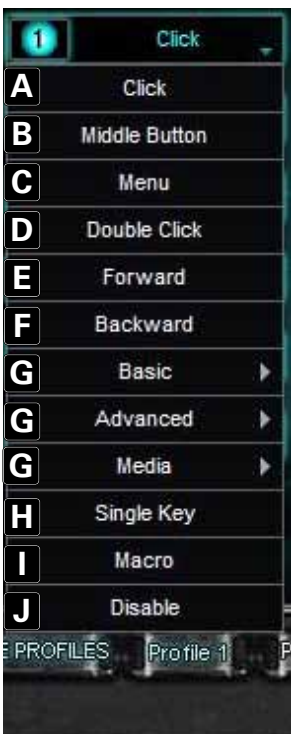 1 Click
A Click
B Middle Button
C Menu
D Double Click
E Forward
F Backward
G Basic
G Advanced
G Media
H Single Key
I Macro
J Disable
E PROFILES Profile 1 P